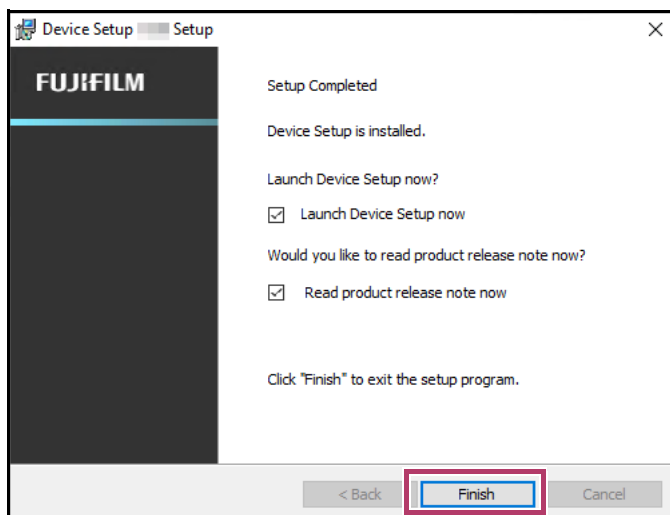 Device Setup Setup
FUJIFILM
Setup Completed
Device Setup is installed.
Launch Device Setup now?
Launch Device Setup now
Would you like to read product release note now?
Read product release note now
Click "Finish" to exit the setup program.
< Back Finish Cancel